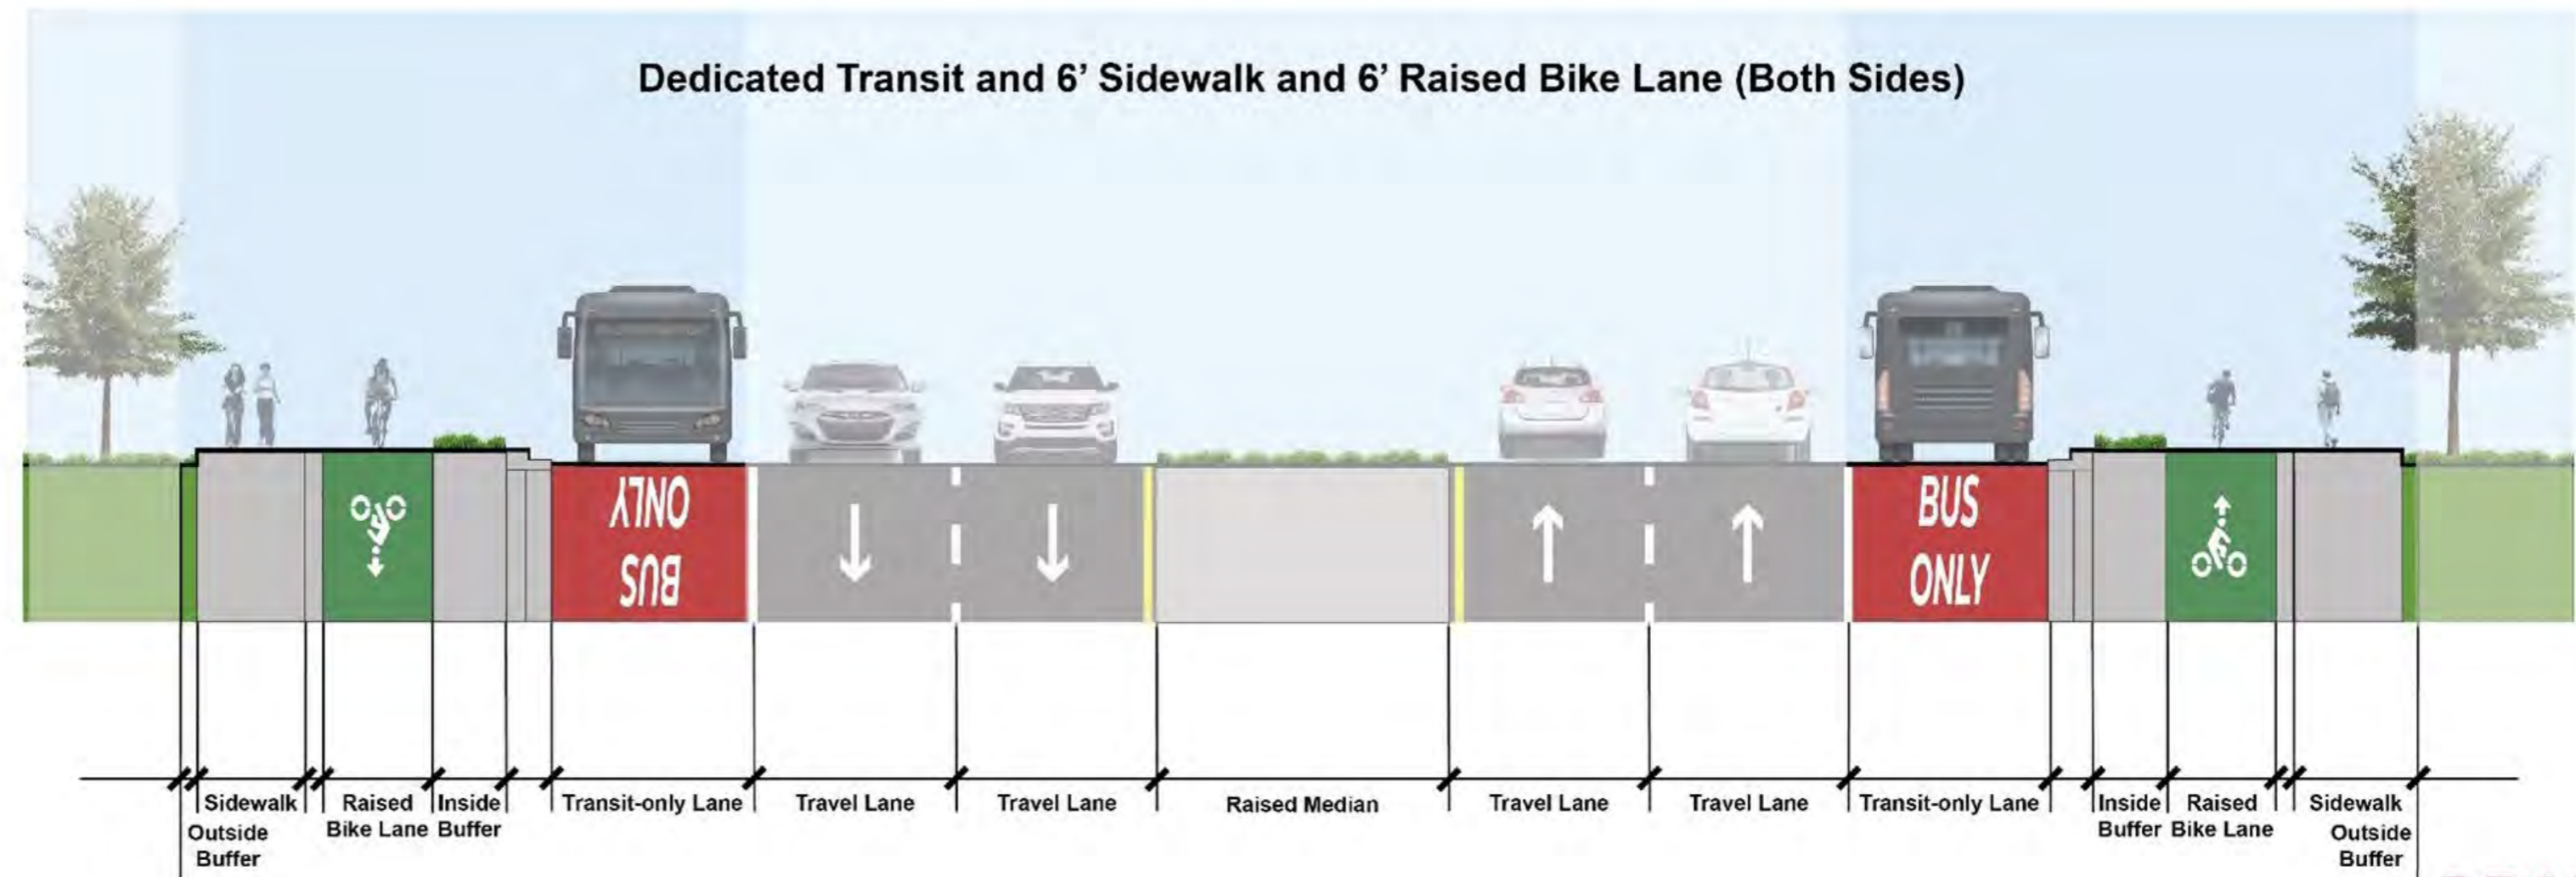 Dedicated Transit and 6' Sidewalk and 6' Raised Bike Lane (Both Sides)
BUS
ONLY
BUS
ONLY
Sidewalk
Outside
Buffer
Raised
Bike Lane
Inside
Buffer
Transit-only Lane
Travel Lane
Travel Lane
Raised Median
Travel Lane
Travel Lane
Transit-only Lane
Inside
Buffer
Raised
Bike Lane
Sidewalk
Outside
Buffer